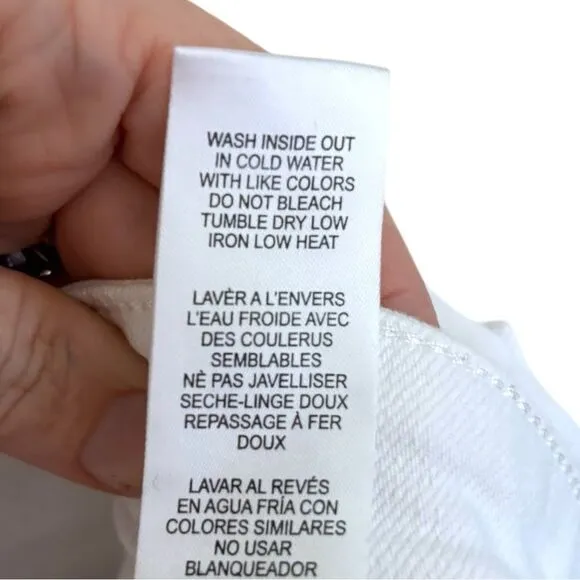 WASH INSIDE OUT
IN COLD WATER
WITH LIKE COLORS
DO NOT BLEACH
TUMBLE DRY LOW
IRON LOW HEAT
LAVÈR A L'ENVERS
L'EAU FROIDE AVEC
DES COULERUS
SEMBLABLES
NÈ PAS JAVELLISER
SECHE-LINGE DOUX
REPASSAGE À FER
DOUX
LAVAR AL REVÉS
EN AGUA FRÍA CON
COLORES SIMILARES
NO USAR
BLANQUEADOR